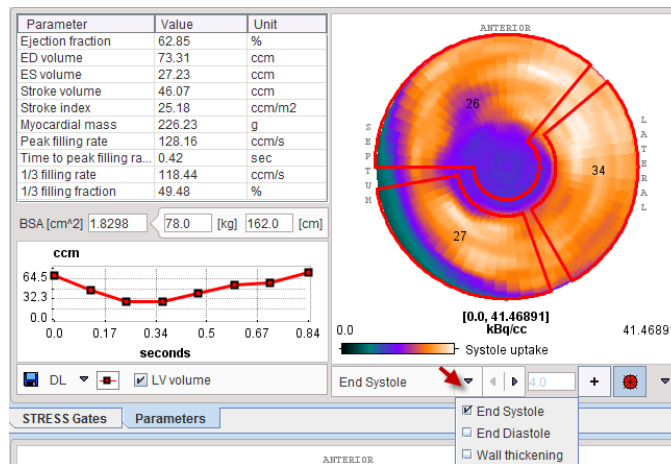 Parameter Value Unit
Ejection fraction 62.85 %
ED volume 73.31 ccm
ES volume 27.23 ccm
Stroke volume 46.07 ccm
Stroke index 25.18 ccm/m2
Myocardial mass 226.23 g
Peak filling rate 128.16 ccm/s
Time to peak filling ra... 0.42 sec
1/3 filling rate 118.44 ccm/s
1/3 filling fraction 49.48 %
BSA [cm^2] 1.8298 78.0 [kg] 162.0 [cm]
ccm
64.5
32.3
0.0
0.0 0.17 0.34 0.5 0.67 0.84
seconds
DL LV volume
ANTERIOR
SEPTUM
LATERAL
26
34
27
[0.0, 41.46891]
0.0 kBq/cc 41.46891
Systole uptake
End Systole 4.0 +
End Systole
End Diastole
Wall thickening
STRESS Gates Parameters
ANTERIOR